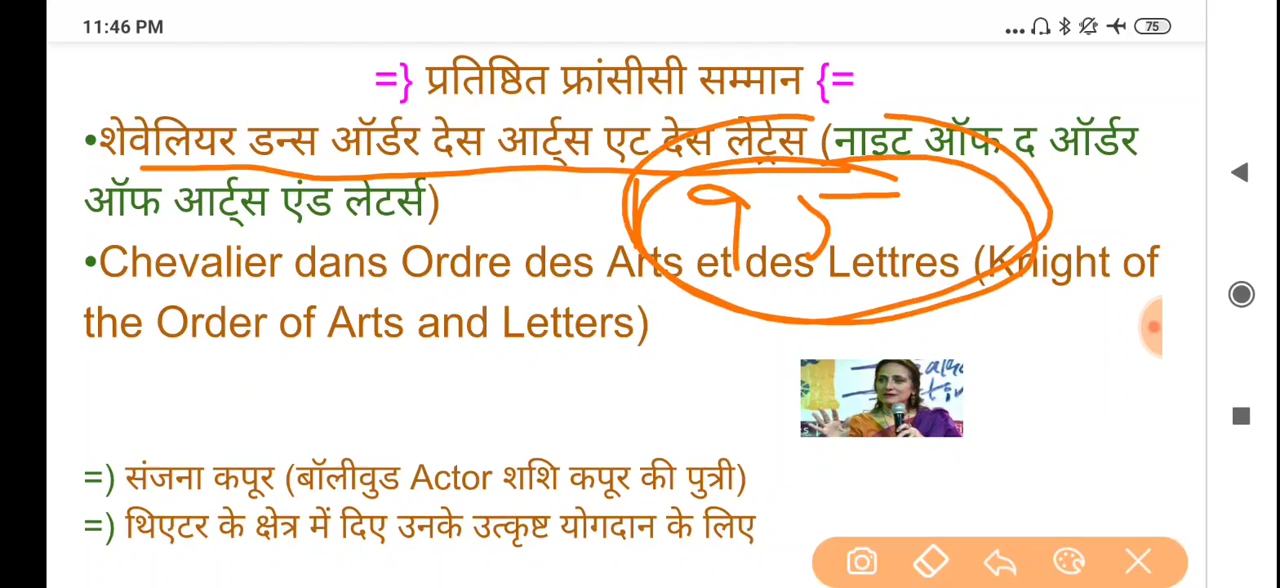 11:46 PM
75
=} प्रतिष्ठित फ्रांसीसी सम्मान {=
•शेवेलियर डन्स ऑर्डर देस आर्ट्स एट देस लेट्रेस (नाइट ऑफ द ऑर्डर
ऑफ आर्ट्स एंड लेटर्स)
•Chevalier dans Ordre des Arts et des Lettres (Knight of
the Order of Arts and Letters)
=) संजना कपूर (बॉलीवुड Actor शशि कपूर की पुत्री)
=) थिएटर के क्षेत्र में दिए उनके उत्कृष्ट योगदान के लिए